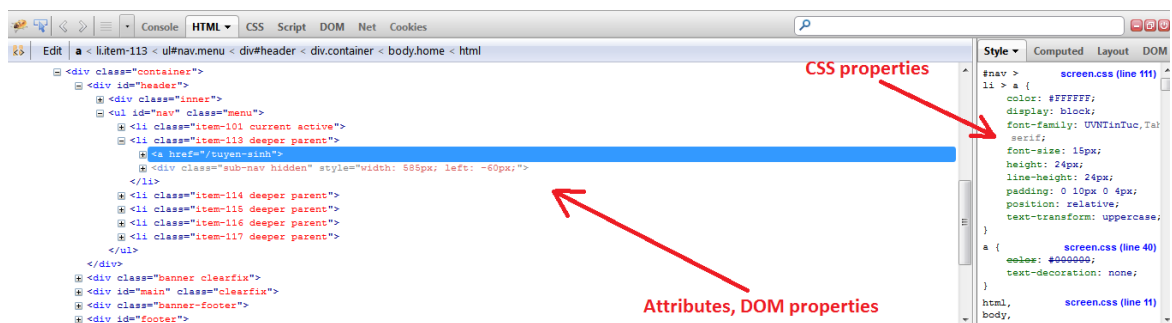 Console HTML CSS Script DOM Net Cookies
Edit a < li.item-113 < ul#nav.menu < div#header < div.container < body.home < html
<div class="container">
<div id="header">
<div class="inner">
<ul id="nav" class="menu">
<li class="item-101 current active">
<li class="item-113 deeper parent">
<a href="/tuyen-sinh">
<div class="sub-nav hidden" style="width: 585px; left: -60px;">
</li>
<li class="item-114 deeper parent">
<li class="item-115 deeper parent">
<li class="item-116 deeper parent">
<li class="item-117 deeper parent">
</ul>
</div>
<div class="banner clearfix">
<div id="main" class="clearfix">
<div class="banner-footer">
<div id="footer">
CSS properties
Attributes, DOM properties
Style Computed Layout DOM
#nav > screen.css (line 111)
li > a {
color: #FFFFFF;
display: block;
font-family: UVNTinTuc,Tah
serif;
font-size: 15px;
height: 24px;
line-height: 24px;
padding: 0 10px 0 4px;
position: relative;
text-transform: uppercase;
}
a { screen.css (line 40)
color: #000000;
text-decoration: none;
}
html, screen.css (line 11)
body,